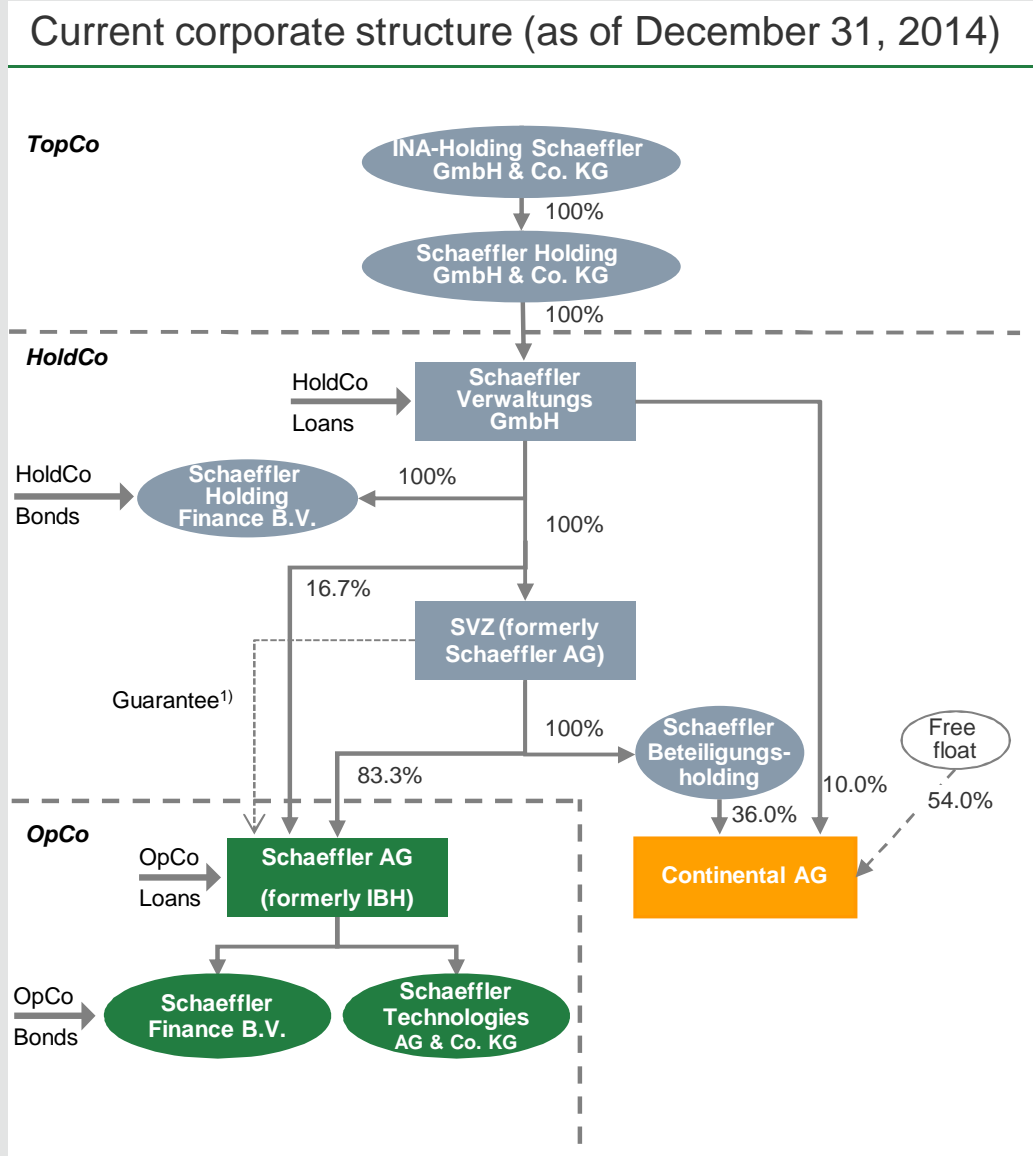 Current corporate structure (as of December 31, 2014)
TopCo
INA-Holding Schaeffler
GmbH & Co. KG
100%
Schaeffler Holding
GmbH & Co. KG
100%
HoldCo
HoldCo
Loans
Schaeffler
Verwaltungs
GmbH
HoldCo
Bonds
Schaeffler
Holding
Finance B.V.
100%
100%
16.7%
SVZ (formerly
Schaeffler AG)
Guarantee1)
100%
Schaeffler
Beteiligungs-
holding
Free
float
83.3%
10.0%
54.0%
36.0%
OpCo
OpCo
Loans
Schaeffler AG
(formerly IBH)
Continental AG
OpCo
Bonds
Schaeffler
Finance B.V.
Schaeffler
Technologies
AG & Co. KG